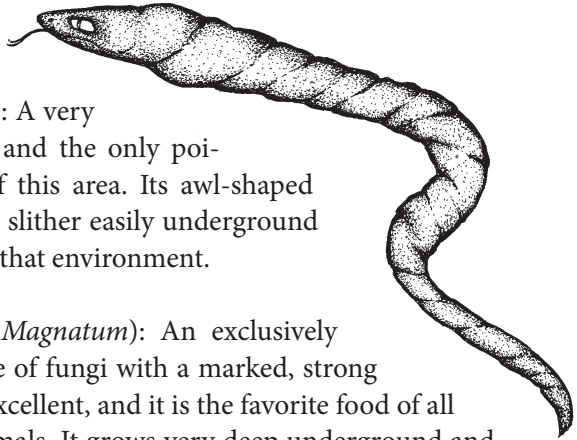 : A very
and the only poi-
f this area. Its awl-shaped
slither easily underground
that environment.
Magnatum): An exclusively
e of fungi with a marked, strong
xcellent, and it is the favorite food of all
mals. It grows very deep underground and